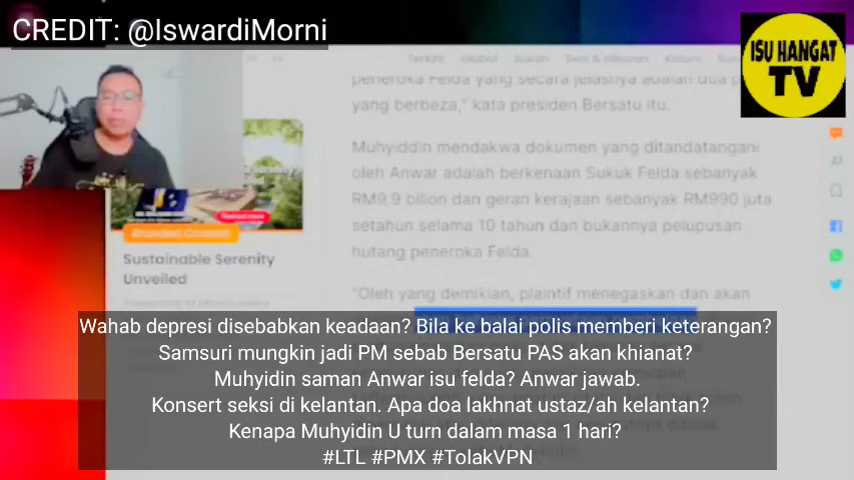 CREDIT: @IswardiMorni
ISU HANGAT
TV
peneroka Felda yang secara jelasnya adalah dua
yang berbeza," kata presiden Bersatu itu.
Muhyiddin mendakwa dokumen yang ditandatangani
oleh Anwar adalah berkenaan Sukuk Felda sebanyak
RM9.9 bilion dan geran kerajaan sebanyak RM990 juta
setahun selama 10 tahun dan bukannya pelupusan
hutang peneroka Felda.
"Oleh yang demikian, plaintif menegaskan dan akan
Branded Content
Sustainable Serenity
Unveiled
Wahab depresi disebabkan keadaan? Bila ke balai polis memberi keterangan?
Samsuri mungkin jadi PM sebab Bersatu PAS akan khianat?
Muhyidin saman Anwar isu felda? Anwar jawab.
Konsert seksi di kelantan. Apa doa lakhnat ustaz/ah kelantan?
Kenapa Muhyidin U turn dalam masa 1 hari?
#LTL #PMX #TolakVPN